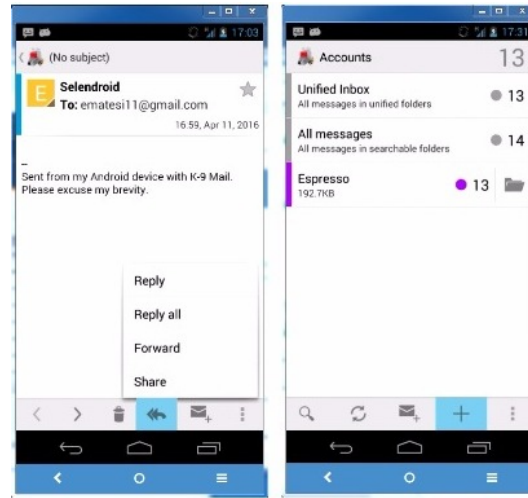 17:03
(No subject)
E
Selendroid
To: ematesi11@gmail.com
16:59, Apr 11, 2016
–
Sent from my Android device with K-9 Mail.
Please excuse my brevity.
Reply
Reply all
Forward
Share
17:31
Accounts 13
Unified Inbox
All messages in unified folders
13
All messages
All messages in searchable folders
14
Espresso
192.7KB
13